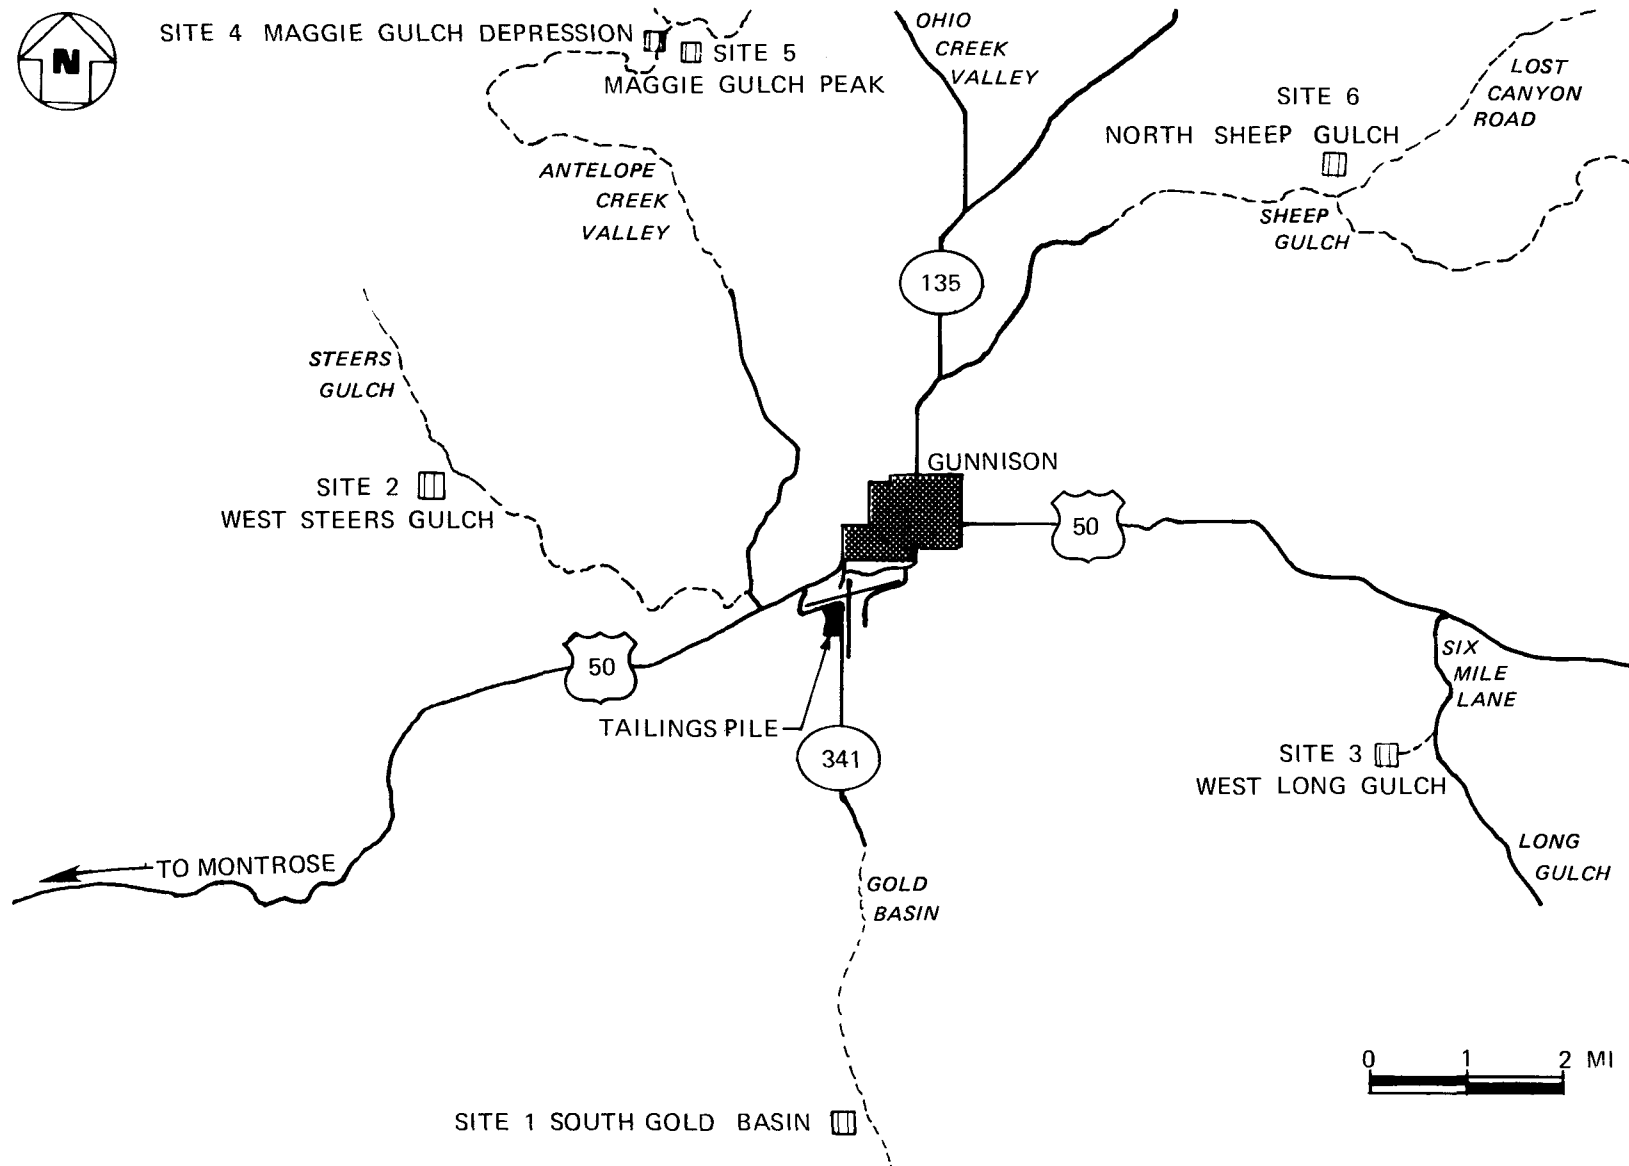 N
SITE 4 MAGGIE GULCH DEPRESSION
SITE 5
MAGGIE GULCH PEAK
OHIO
CREEK
VALLEY
LOST
CANYON
ROAD
SITE 6
NORTH SHEEP GULCH
ANTELOPE
CREEK
VALLEY
SHEEP
GULCH
135
STEERS
GULCH
GUNNISON
SITE 2
WEST STEERS GULCH
50
50
SIX
MILE
LANE
TAILINGS PILE
341
SITE 3
WEST LONG GULCH
TO MONTROSE
LONG
GULCH
GOLD
BASIN
0 1 2 MI
SITE 1 SOUTH GOLD BASIN